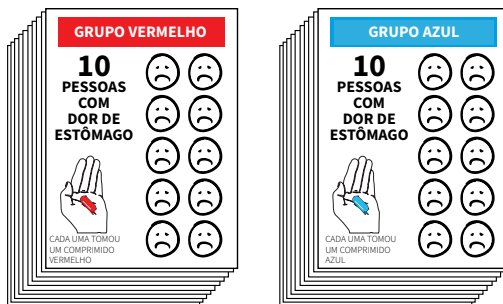 GRUPO VERMELHO
10
PESSOAS
COM
DOR DE
ESTÔMAGO
CADA UMA TOMOU
UM COMPRIMIDO
VERMELHO
GRUPO AZUL
10
PESSOAS
COM
DOR DE
ESTÔMAGO
CADA UMA TOMOU
UM COMPRIMIDO
AZUL